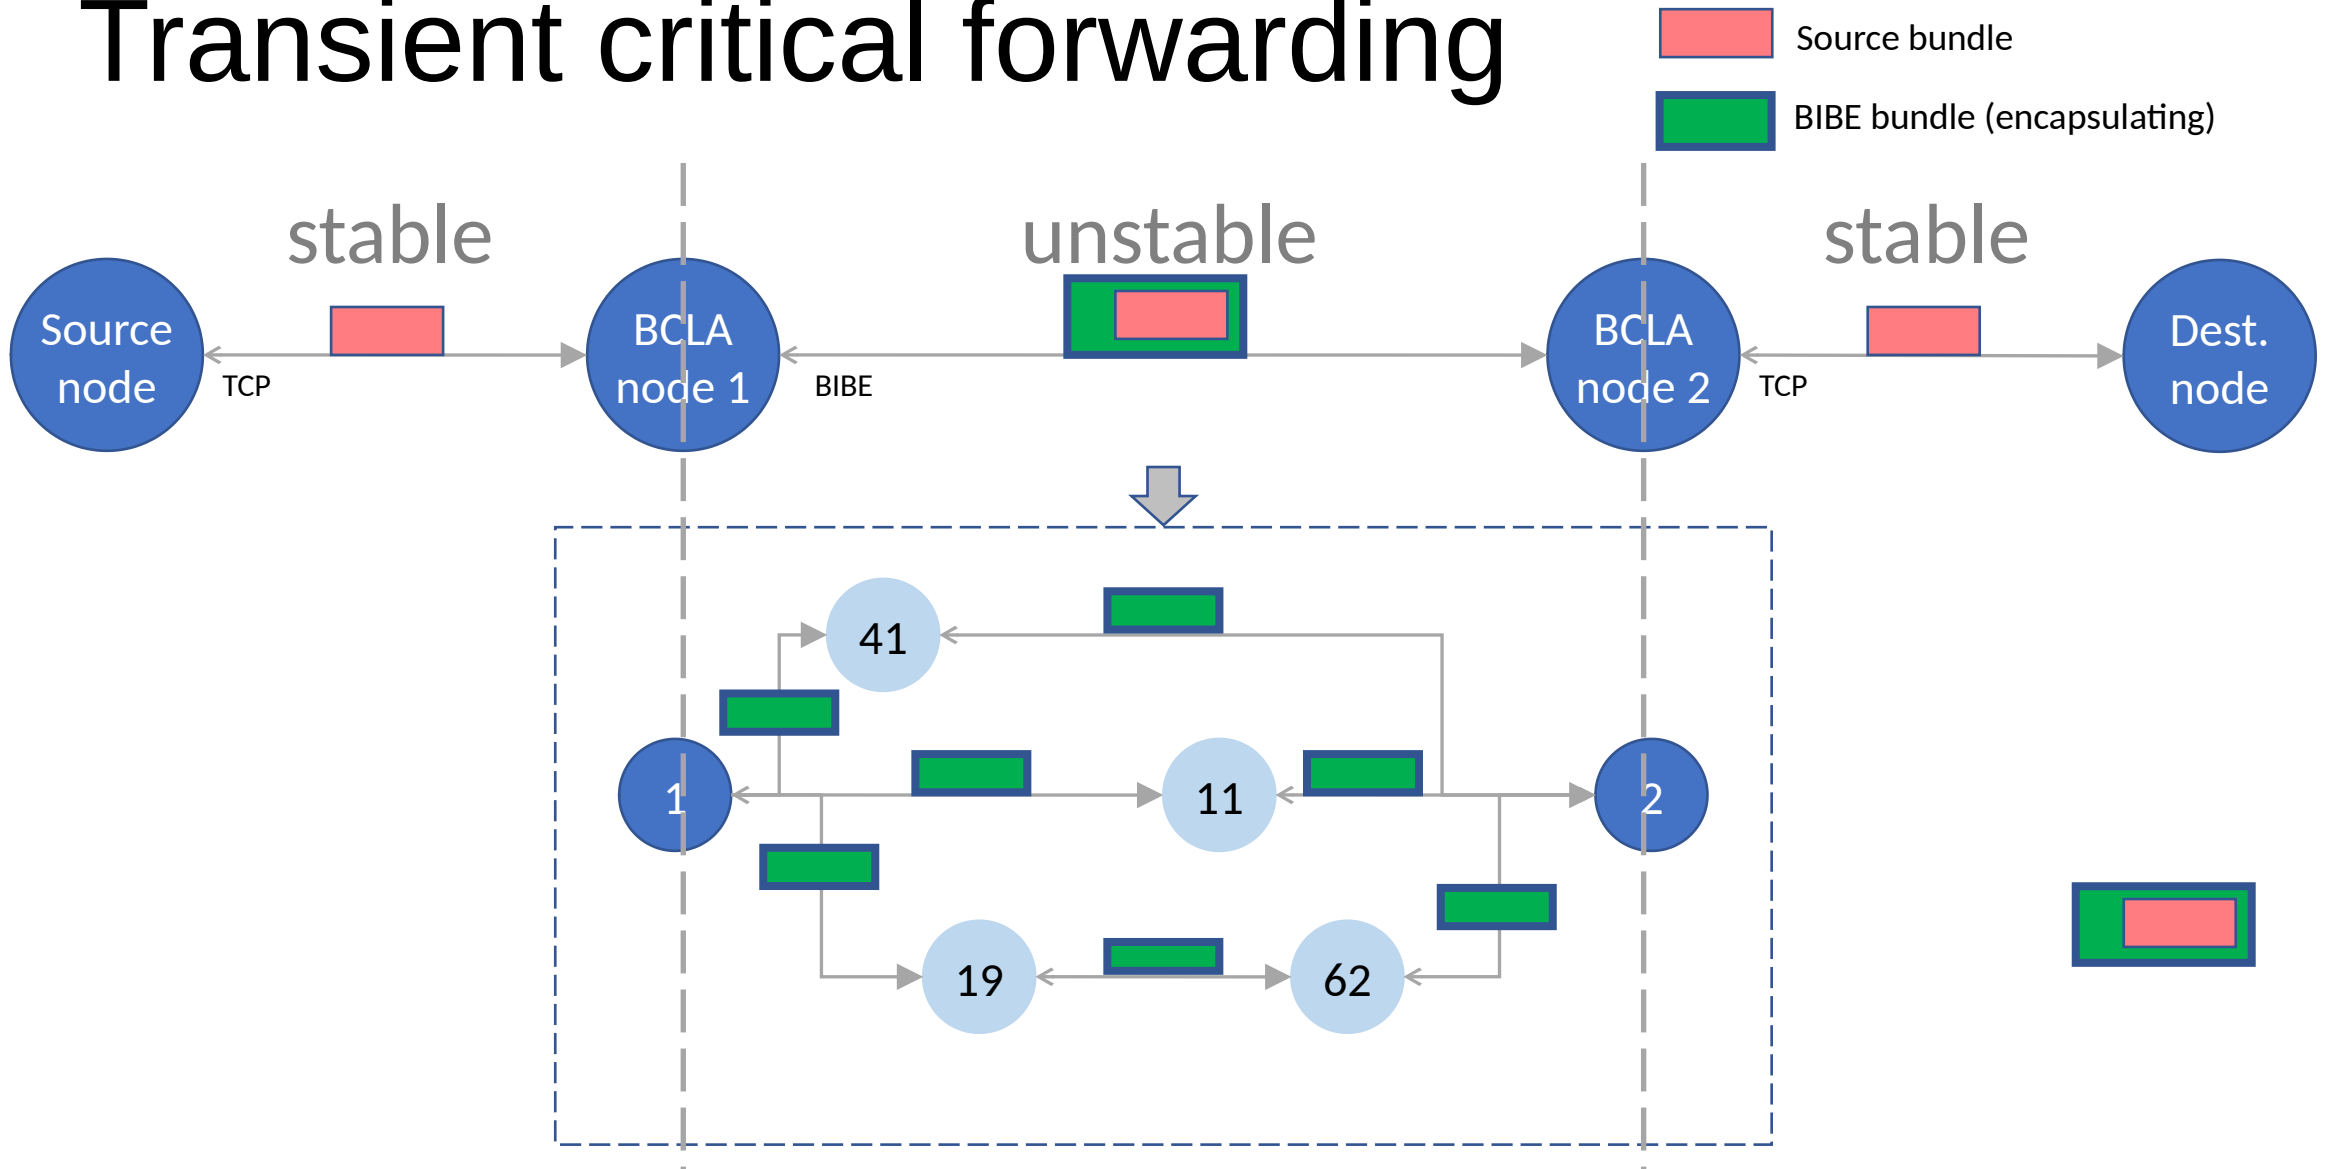 Transient critical forwarding
Source bundle
BIBE bundle (encapsulating)
stable
unstable
stable
Source
node
TCP
BCLA
node 1
BIBE
BCLA
node 2
TCP
Dest.
node
41
1
11
2
19
62